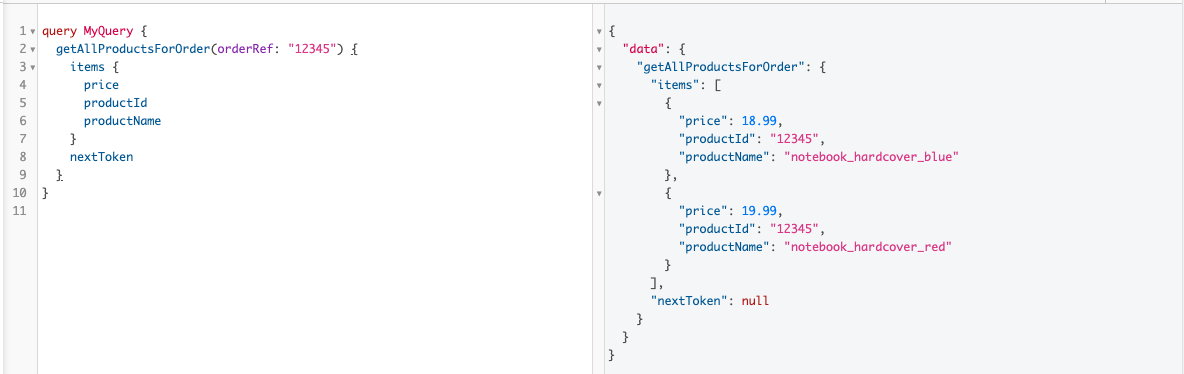 1 query MyQuery {
2 getAllProductsForOrder(orderRef: "12345") {
3 items {
4 price
5 productId
6 productName
7 }
8 nextToken
9 }
10 }
11
{
"data": {
"getAllProductsForOrder": {
"items": [
{
"price": 18.99,
"productId": "12345",
"productName": "notebook_hardcover_blue"
},
{
"price": 19.99,
"productId": "12345",
"productName": "notebook_hardcover_red"
}
],
"nextToken": null
}
}
}